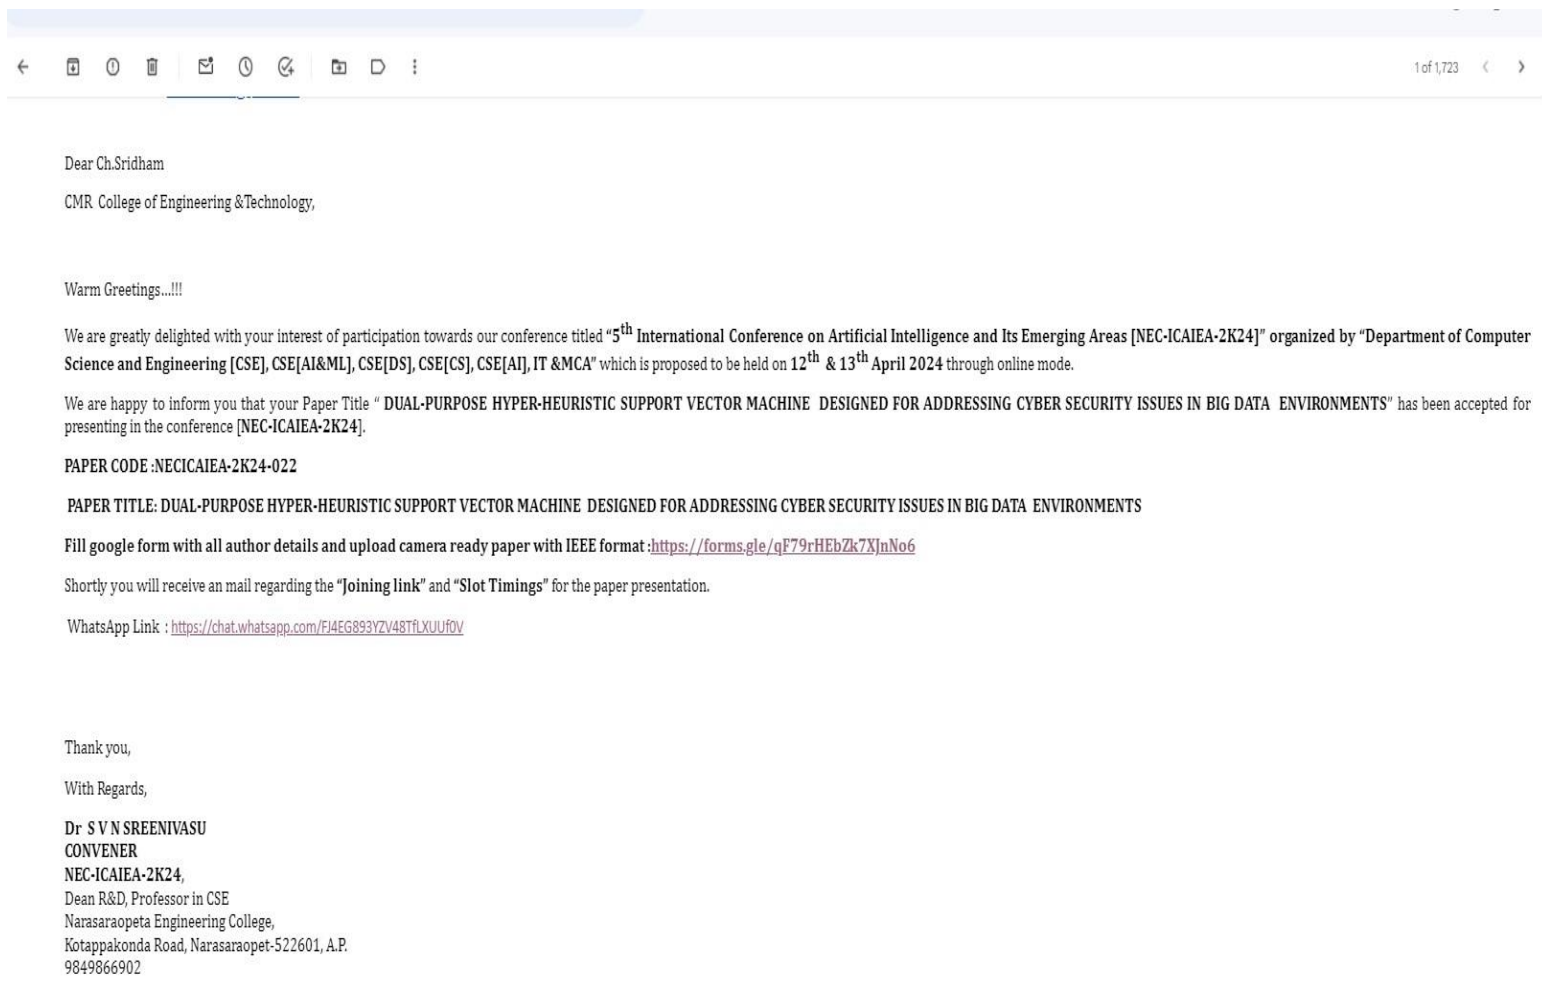 1 of 1,723
Dear Ch.Sridham
CMR College of Engineering &Technology,
Warm Greetings...!!!
We are greatly delighted with your interest of participation towards our conference titled “5th International Conference on Artificial Intelligence and Its Emerging Areas [NEC-ICAIEA-2K24]” organized by “Department of Computer
Science and Engineering [CSE], CSE[AI&ML], CSE[DS], CSE[CS], CSE[AI], IT &MCA” which is proposed to be held on 12th & 13th April 2024 through online mode.
We are happy to inform you that your Paper Title “ DUAL-PURPOSE HYPER-HEURISTIC SUPPORT VECTOR MACHINE DESIGNED FOR ADDRESSING CYBER SECURITY ISSUES IN BIG DATA ENVIRONMENTS” has been accepted for
presenting in the conference [NEC-ICAIEA-2K24].
PAPER CODE :NECICAIEA-2K24-022
PAPER TITLE: DUAL-PURPOSE HYPER-HEURISTIC SUPPORT VECTOR MACHINE DESIGNED FOR ADDRESSING CYBER SECURITY ISSUES IN BIG DATA ENVIRONMENTS
Fill google form with all author details and upload camera ready paper with IEEE format :https://forms.gle/qF79rHEbZk7XJnNo6
Shortly you will receive an mail regarding the “Joining link” and “Slot Timings” for the paper presentation.
WhatsApp Link : https://chat.whatsapp.com/FJ4EG893YZV48TfLXUUf0V
Thank you,
With Regards,
Dr S V N SREENIVASU
CONVENER
NEC-ICAIEA-2K24,
Dean R&D, Professor in CSE
Narasaraopeta Engineering College,
Kotappakonda Road, Narasaraopet-522601, A.P.
9849866902